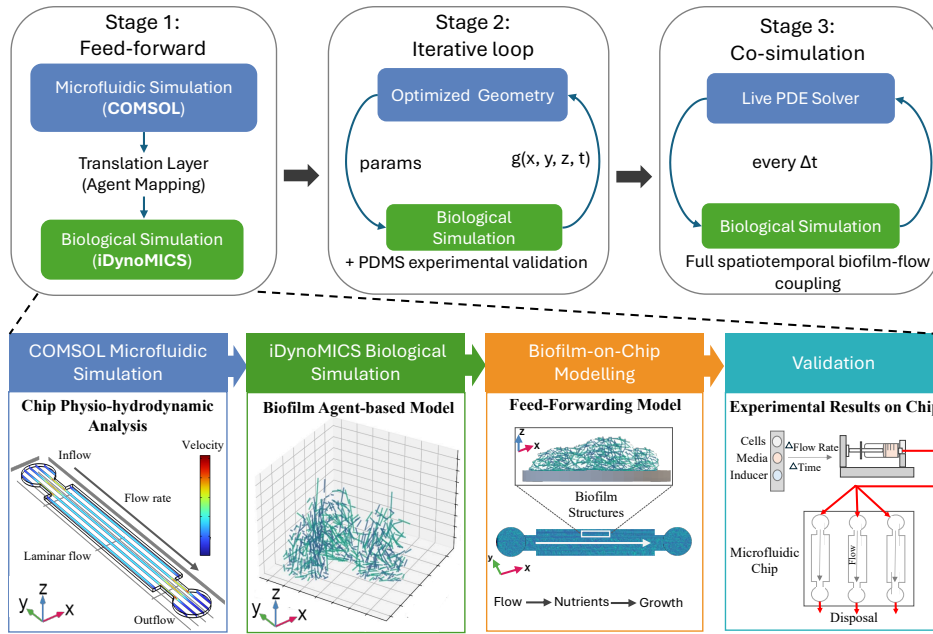 Stage 1:
Feed-forward
Microfluidic Simulation
(COMSOL)
Translation Layer
(Agent Mapping)
Biological Simulation
(iDynoMICS)
Stage 2:
Iterative loop
Optimized Geometry
params
g(x, y, z, t)
Biological
Simulation
+ PDMS experimental validation
Stage 3:
Co-simulation
Live PDE Solver
every Δt
Biological Simulation
Full spatiotemporal biofilm-flow
coupling
COMSOL Microfluidic
Simulation
Chip Physio-hydrodynamic
Analysis
Velocity
Inflow
Flow rate
Laminar flow
Outflow
z
y
x
iDynoMICS Biological
Simulation
Biofilm Agent-based Model
z
y
x
Biofilm-on-Chip
Modelling
Feed-Forwarding Model
z
x
Biofilm
Structures
y
x
Flow
Nutrients
Growth
Validation
Experimental Results on Chip
Cells
Media
Inducer
△Flow Rate
△Time
Microfluidic
Chip
Flow
Disposal